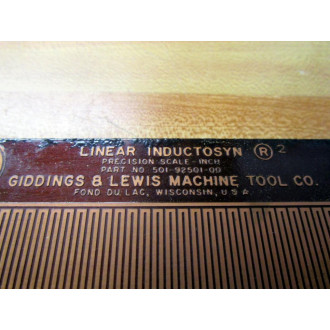 LINEAR INDUCTOSYN ® 2
PRECISION SCALE - INCH
PART NO 501-92501-00
GIDDINGS & LEWIS MACHINE TOOL CO.
FOND DU LAC, WISCONSIN, U S A